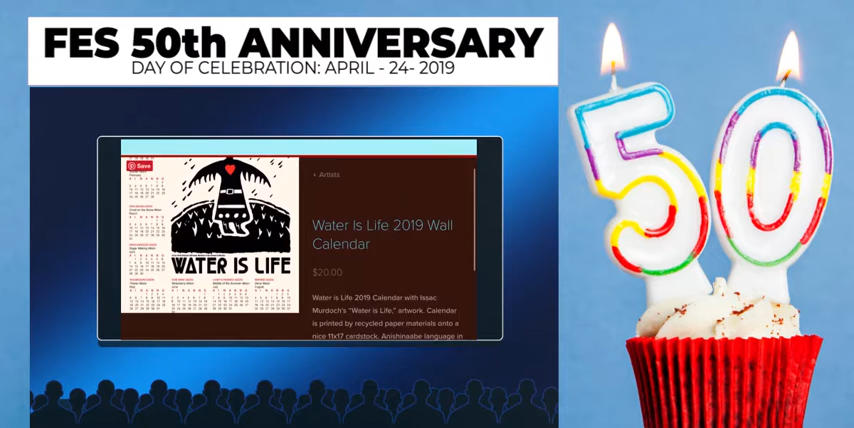 FES 50th ANNIVERSARY
DAY OF CELEBRATION: APRIL - 24- 2019
Save
WATER IS LIFE
‹ Artists
Water Is Life 2019 Wall
Calendar
$20.00
Water is Life 2019 Calendar with Issac
Murdoch's "Water is Life," artwork. Calendar
is printed by recycled paper materials onto a
nice 11x17 cardstock. Anishinaabe language in
50